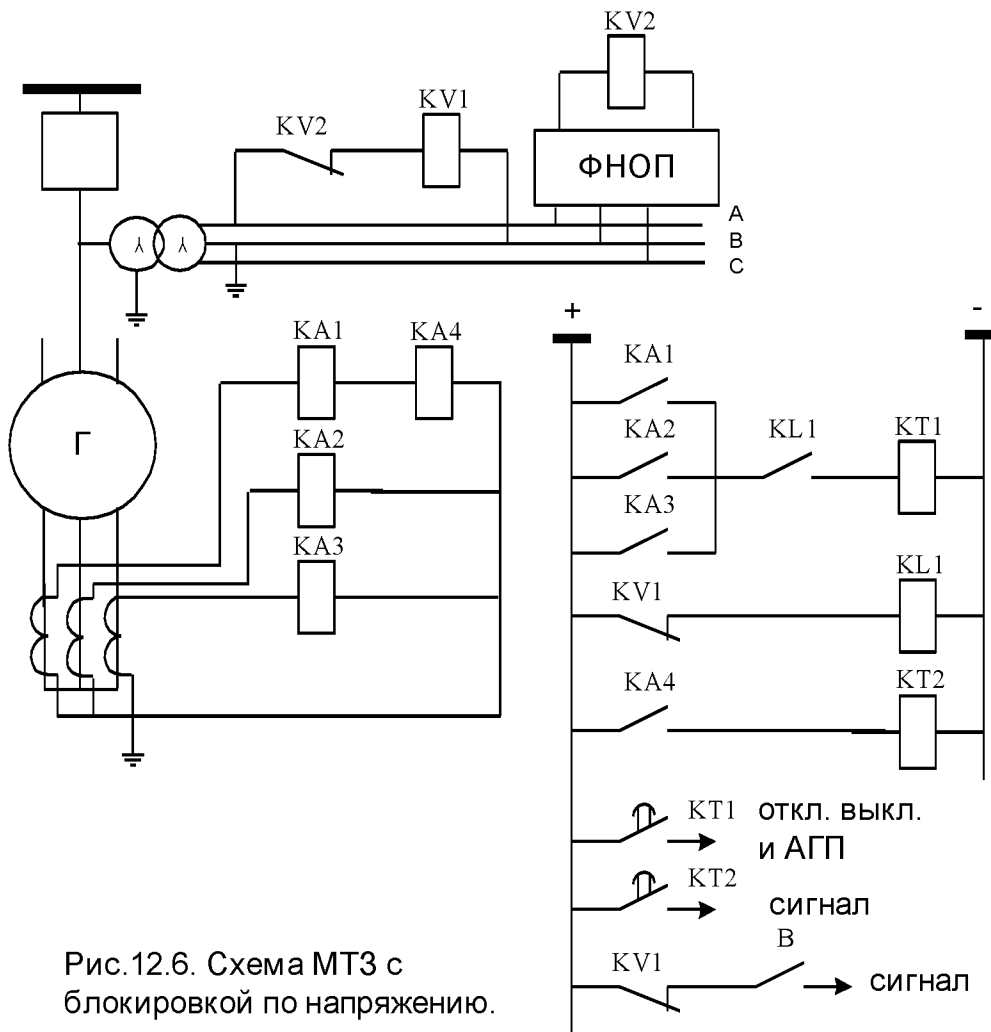 KV2
KV1
KV2
ФНОП
A
B
C
KA1 KA4
KA2
KA3
Г
+ -
KA1
KA2 KL1 KT1
KA3
KV1 KL1
KA4 KT2
KT1 откл. выкл.
и АГП
KT2 сигнал
KV1 В сигнал
Рис.12.6. Схема МТЗ с
блокировкой по напряжению.